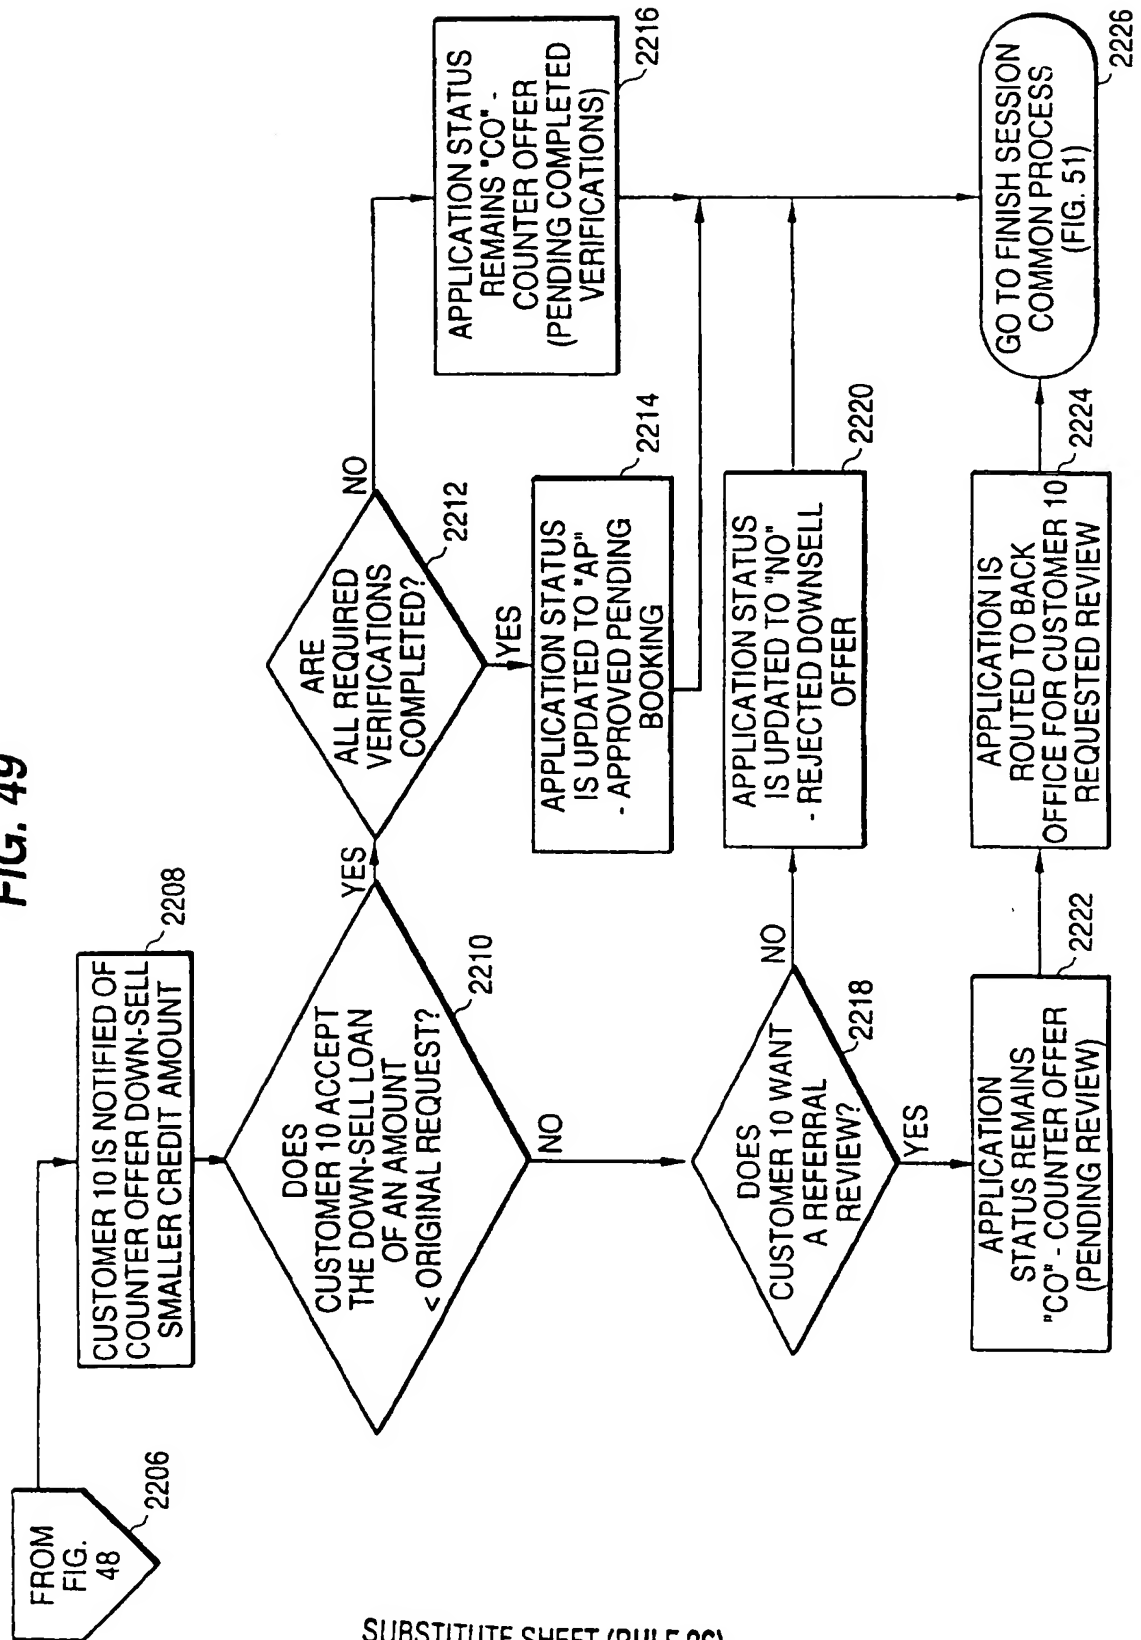 FIG. 49
FROM
FIG.
48
2206
CUSTOMER 10 IS NOTIFIED OF
COUNTER OFFER DOWN-SELL
SMALLER CREDIT AMOUNT
2208
DOES
CUSTOMER 10 ACCEPT
THE DOWN-SELL LOAN
OF AN AMOUNT
< ORIGINAL REQUEST?
2210
YES
NO
ARE
ALL REQUIRED
VERIFICATIONS
COMPLETED?
2212
NO
YES
APPLICATION STATUS
IS UPDATED TO "AP"
- APPROVED PENDING
BOOKING
2214
APPLICATION STATUS
REMAINS "CO" -
COUNTER OFFER
(PENDING COMPLETED
VERIFICATIONS)
2216
DOES
CUSTOMER 10 WANT
A REFERRAL
REVIEW?
2218
NO
YES
APPLICATION STATUS
IS UPDATED TO "NO"
- REJECTED DOWNSELL
OFFER
2220
APPLICATION
STATUS REMAINS
"CO" - COUNTER OFFER
(PENDING REVIEW)
2222
APPLICATION IS
ROUTED TO BACK
OFFICE FOR CUSTOMER 10
REQUESTED REVIEW
2224
GO TO FINISH SESSION
COMMON PROCESS
(FIG. 51)
2226
SUBSTITUTE SHEET (RULE 26)